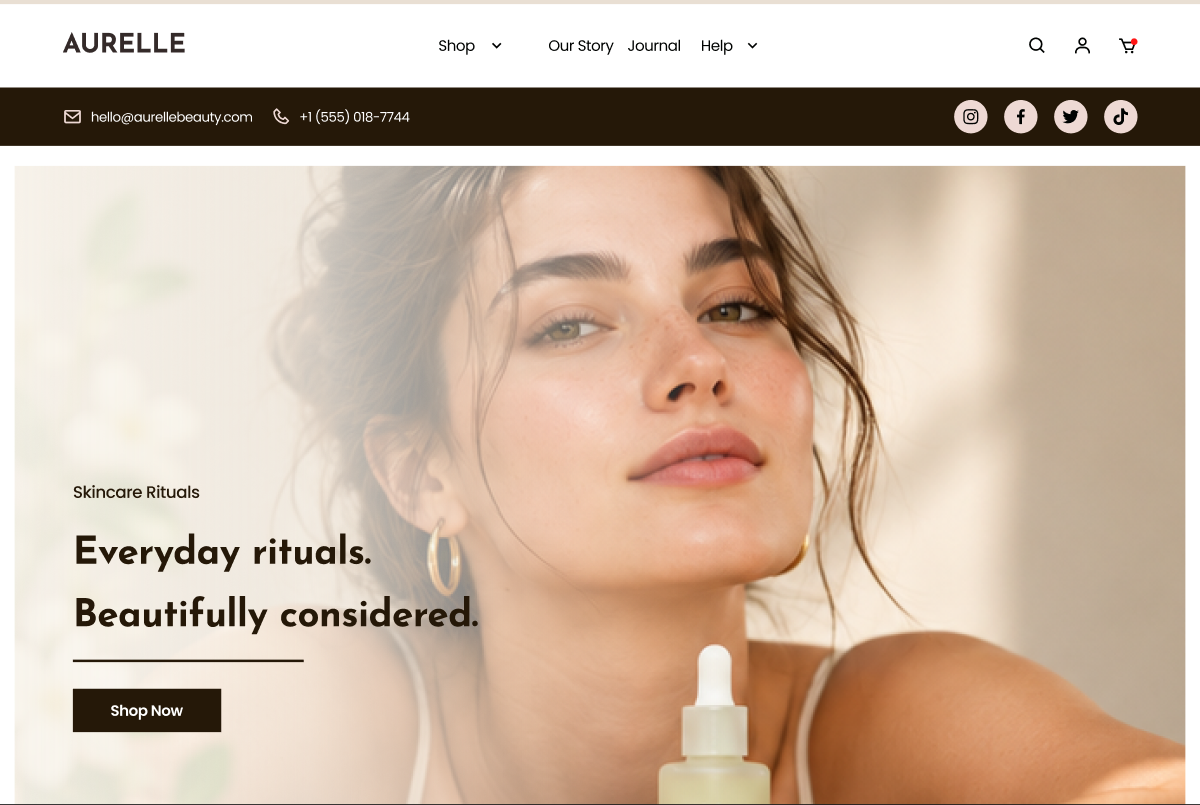 AURELLE
Shop
Our Story
Journal
Help
hello@aurellebeauty.com
+1 (555) 018-7744
Skincare Rituals
Everyday rituals.
Beautifully considered.
Shop Now